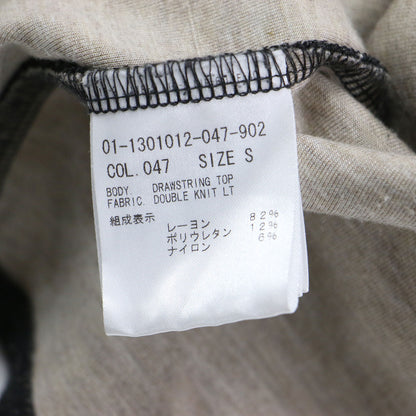 01-1301012-047-902
COL. 047 SIZE S
BODY. DRAWSTRING TOP
FABRIC. DOUBLE KNIT LT
組成表示
レーヨン 82%
ポリウレタン 12%
ナイロン 6%